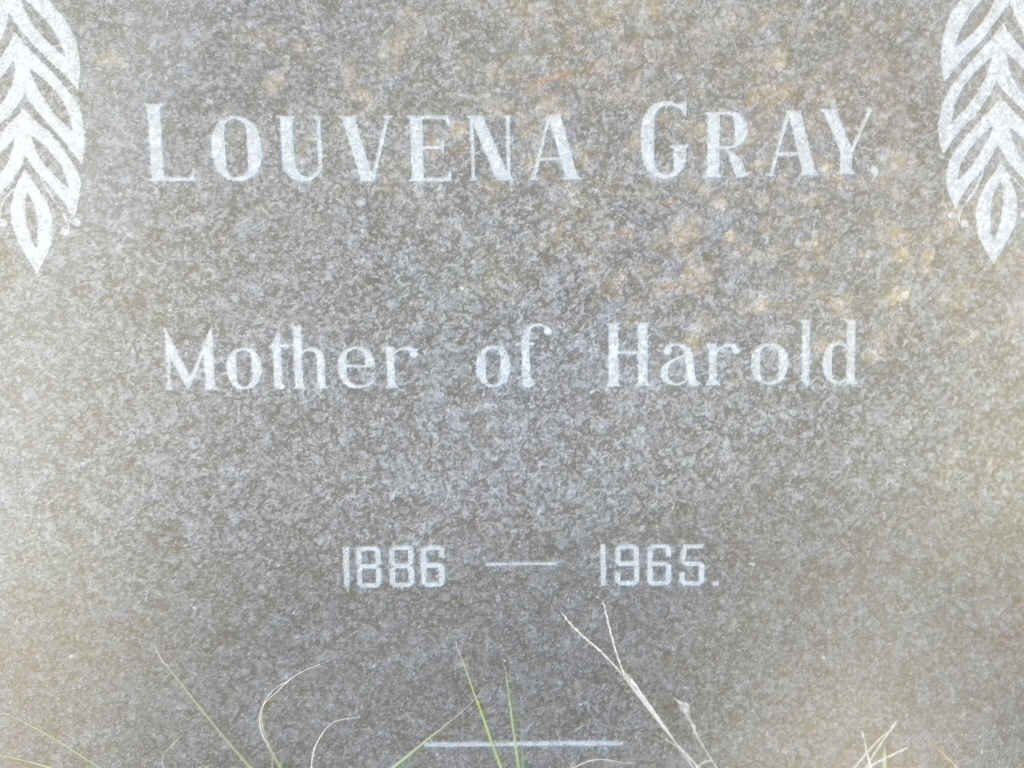 LOUVENA GRAY,
Mother of Harold
1886 — 1965.